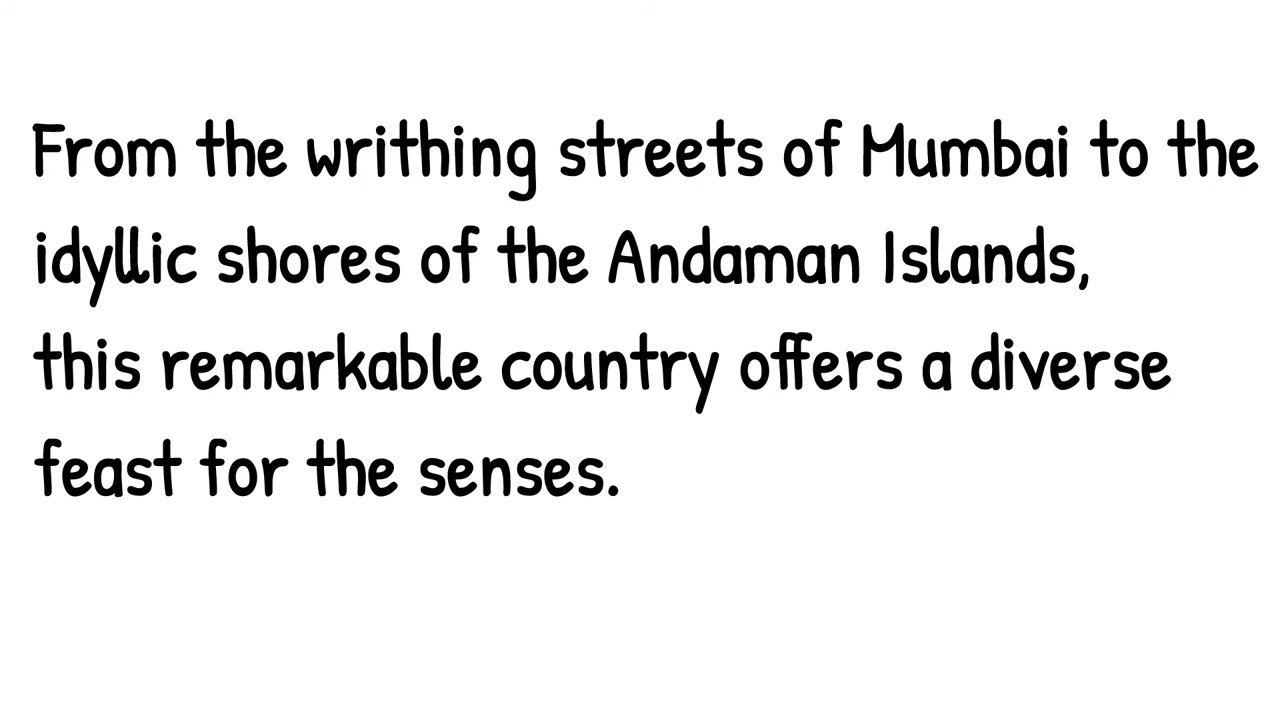 From the writhing streets of Mumbai to the
idyllic shores of the Andaman Islands,
this remarkable country offers a diverse
feast for the senses.